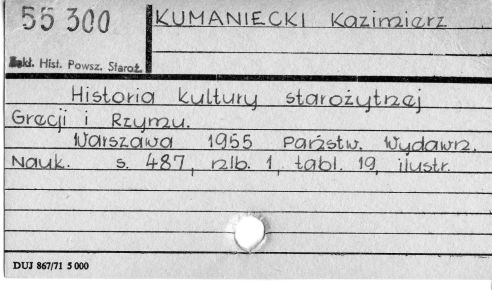 55 300
KUMANIECKI Kazimierz
Zakł. Hist. Powsz. Staroż.
Historia kultury starożytnej
Grecji i Rzymu.
Warszawa 1955 Państw. Wydawn.
Nauk. s. 487, nlb. 1, tabl. 19, ilustr.
DUJ 867/71 5 000